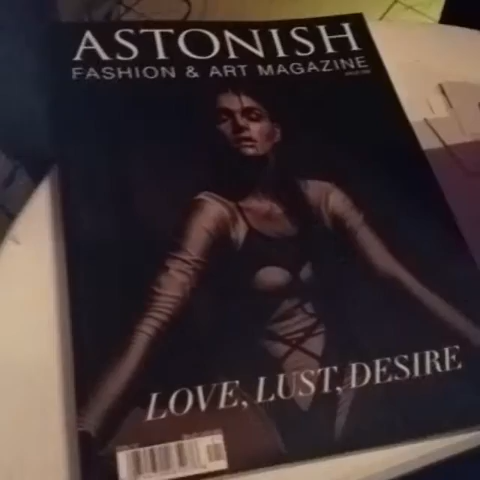 ASTONISH
FASHION & ART MAGAZINE
LOVE, LUST, DESIRE